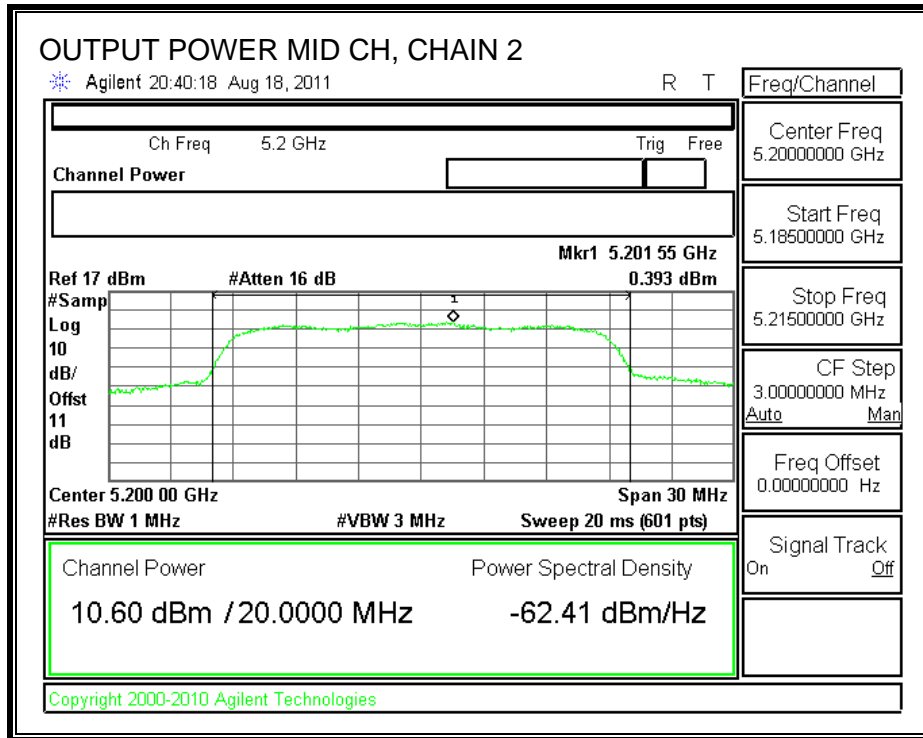 OUTPUT POWER MID CH, CHAIN 2
Agilent 20:40:18 Aug 18, 2011 R T
Freq/Channel
Ch Freq 5.2 GHz Trig Free
Channel Power
Mkr1 5.201 55 GHz
Ref 17 dBm #Atten 16 dB 0.393 dBm
#Samp
Log
10
dB/
Offst
11
dB
1
Center 5.200 00 GHz Span 30 MHz
#Res BW 1 MHz #VBW 3 MHz Sweep 20 ms (601 pts)
Channel Power Power Spectral Density
10.60 dBm / 20.0000 MHz -62.41 dBm/Hz
Center Freq
5.20000000 GHz
Start Freq
5.18500000 GHz
Stop Freq
5.21500000 GHz
CF Step
3.00000000 MHz
Auto Man
Freq Offset
0.00000000 Hz
Signal Track
On Off
Copyright 2000-2010 Agilent Technologies